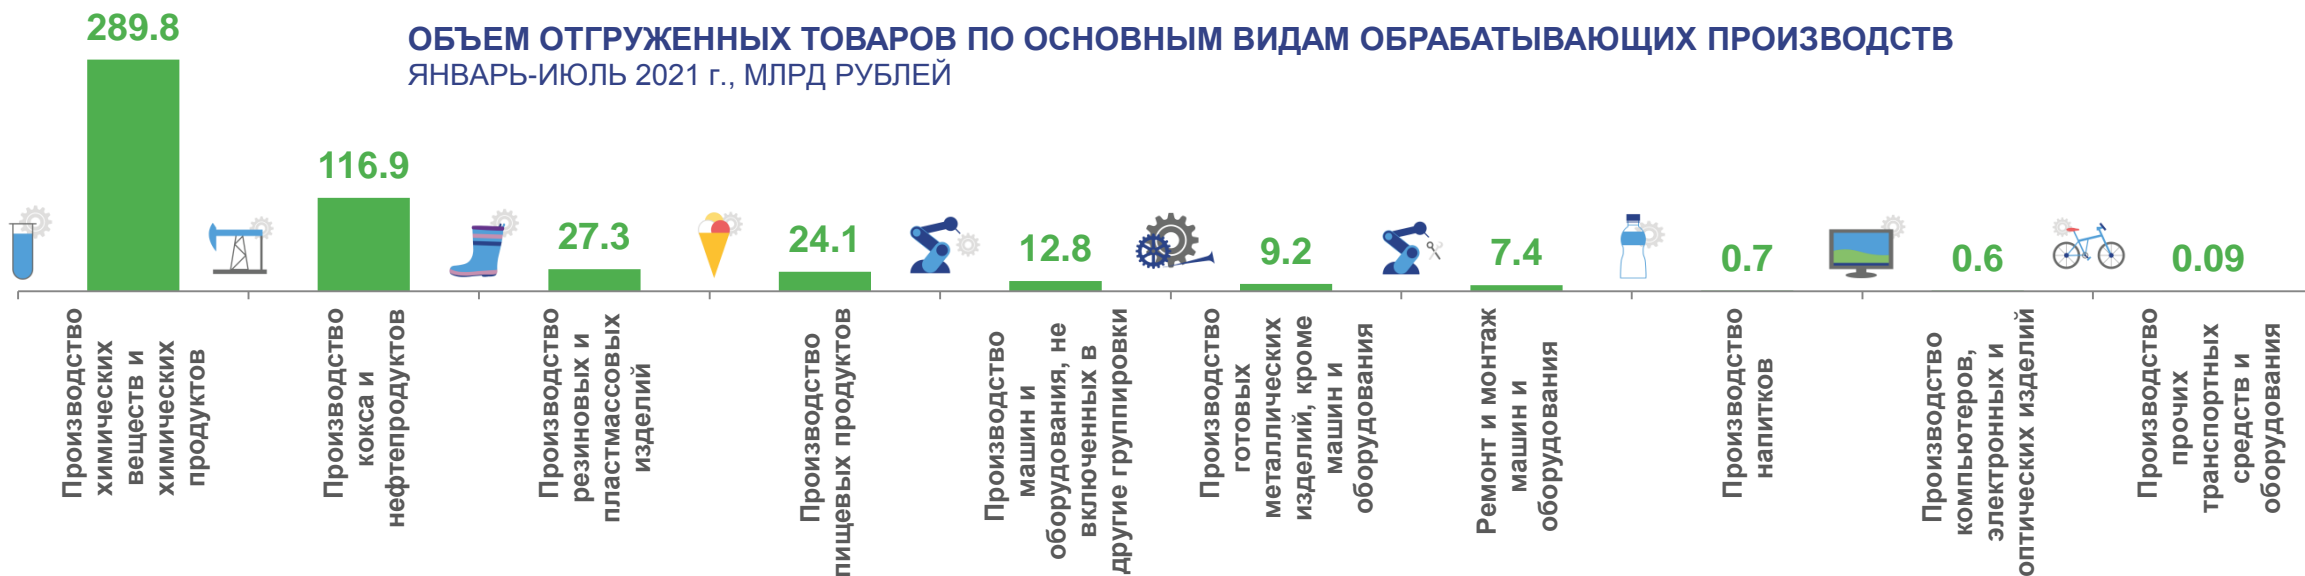 ОБЪЕМ ОТГРУЖЕННЫХ ТОВАРОВ ПО ОСНОВНЫМ ВИДАМ ОБРАБАТЫВАЮЩИХ ПРОИЗВОДСТВ
ЯНВАРЬ-ИЮЛЬ 2021 г., МЛРД РУБЛЕЙ
289.8
116.9
27.3
24.1
12.8
9.2
7.4
0.7
0.6
0.09
Производство
химических
веществ и
химических
продуктов
Производство
кокса и
нефтепродуктов
Производство
резиновых и
пластмассовых
изделий
Производство
пищевых продуктов
Производство
машин и
оборудования, не
включенных в
другие группировки
Производство
готовых
металлических
изделий, кроме
машин и
оборудования
Ремонт и монтаж
машин и
оборудования
Производство
напитков
Производство
компьютеров,
электронных и
оптических изделий
Производство
прочих
транспортных
средств и
оборудования